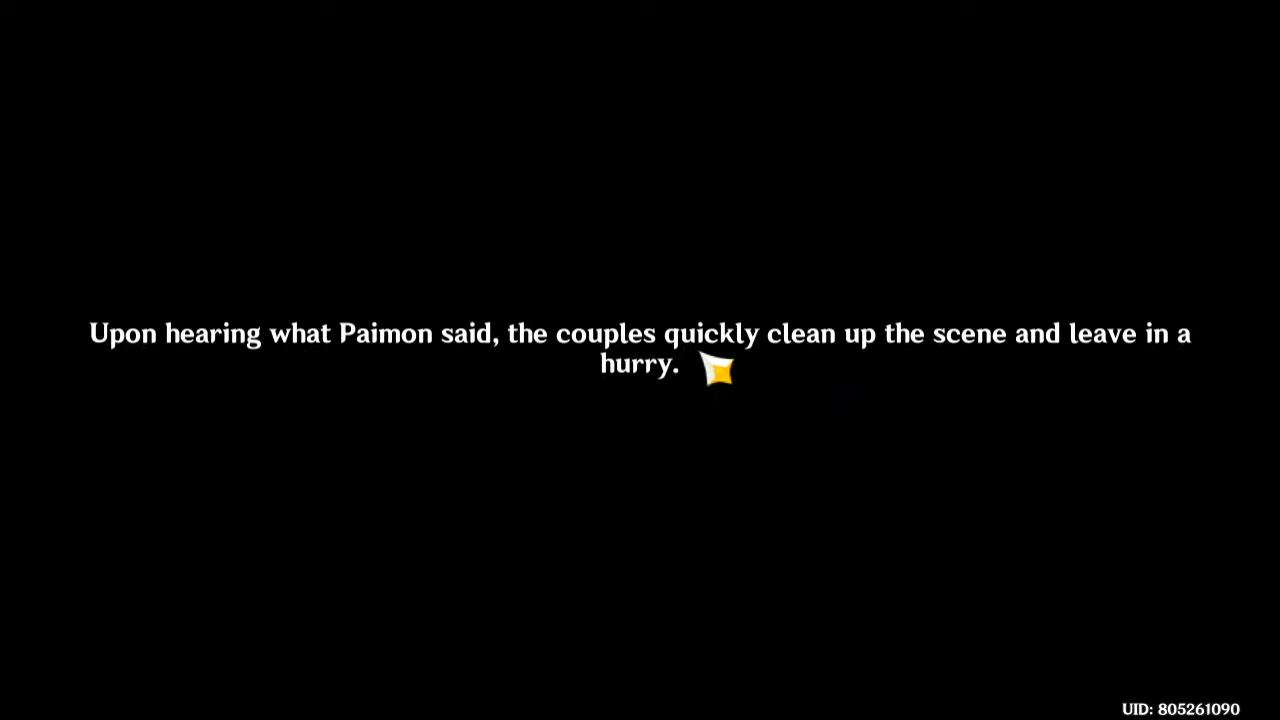 Upon hearing what Paimon said, the couples quickly clean up the scene and leave in a
hurry.
UID: 805261090